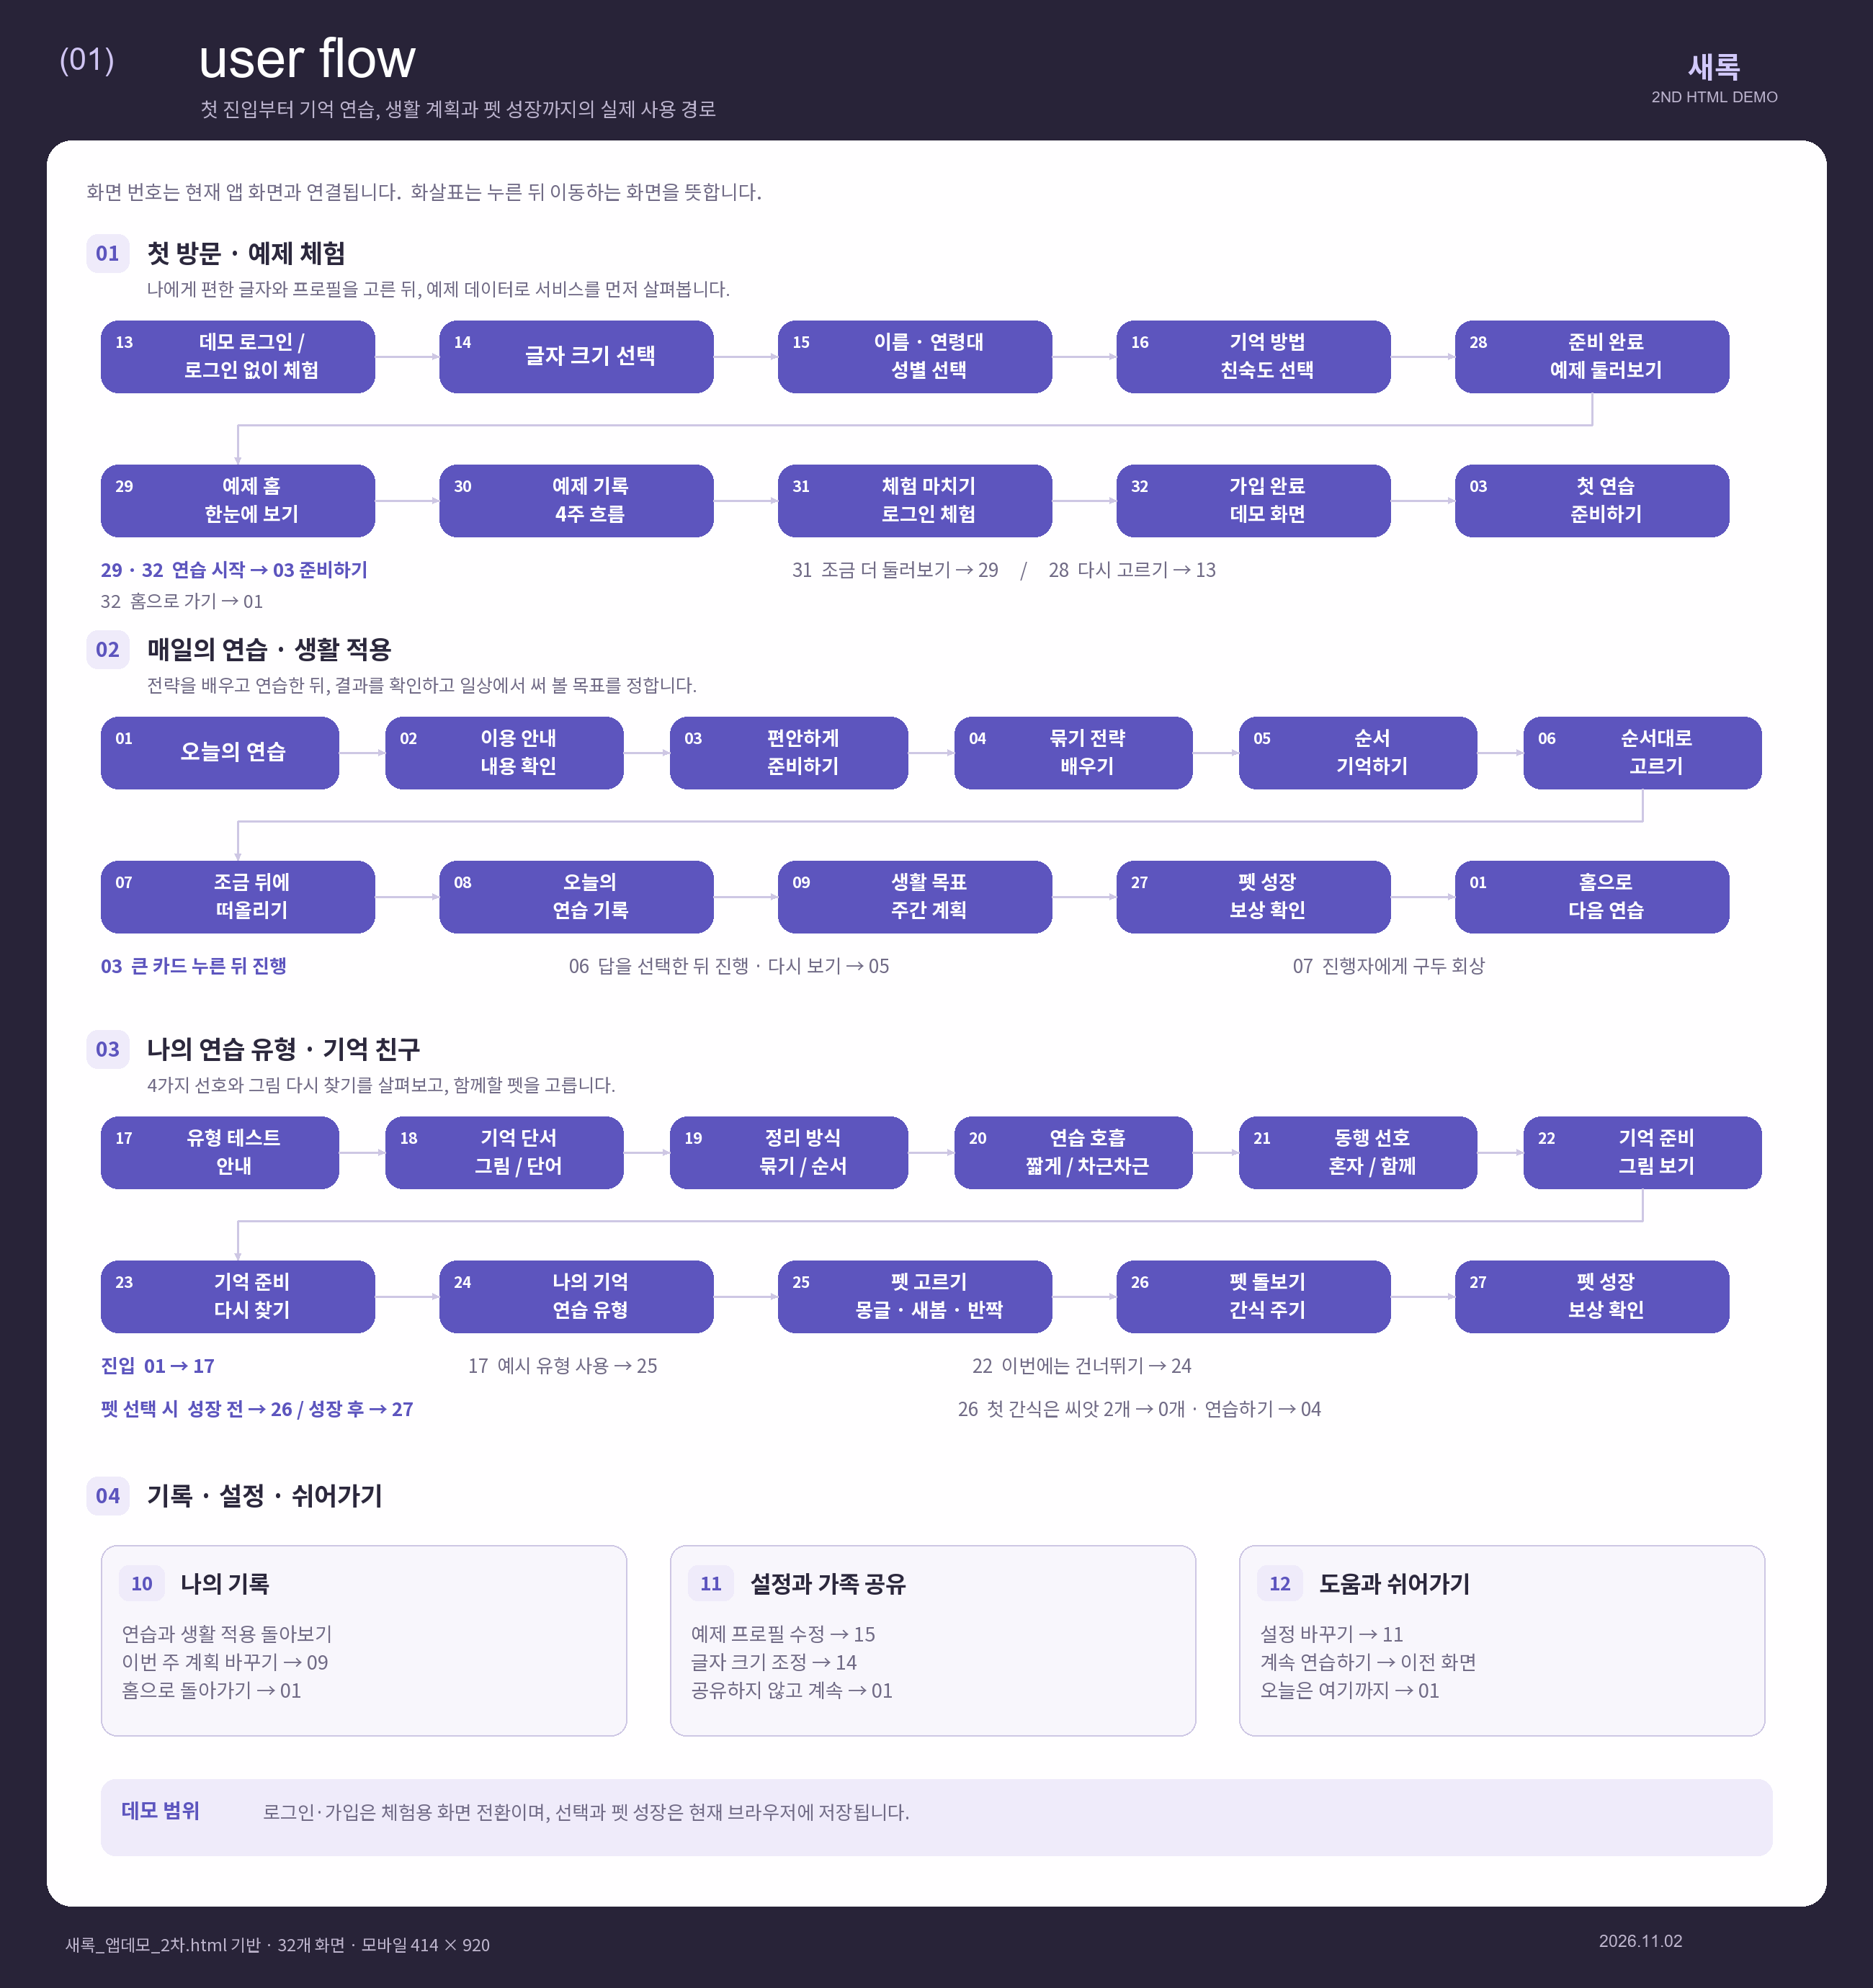 (01)
user flow
첫 진입부터 기억 연습, 생활 계획과 펫 성장까지의 실제 사용 경로
새록
2ND HTML DEMO
화면 번호는 현재 앱 화면과 연결됩니다. 화살표는 누른 뒤 이동하는 화면을 뜻합니다.
01 첫 방문 · 예제 체험
나에게 편한 글자와 프로필을 고른 뒤, 예제 데이터로 서비스를 먼저 살펴봅니다.
13 데모 로그인 /
로그인 없이 체험
14 글자 크기 선택
15 이름 · 연령대
성별 선택
16 기억 방법
친숙도 선택
28 준비 완료
예제 둘러보기
29 예제 홈
한눈에 보기
30 예제 기록
4주 흐름
31 체험 마치기
로그인 체험
32 가입 완료
데모 화면
03 첫 연습
준비하기
29 · 32 연습 시작 → 03 준비하기
31 조금 더 둘러보기 → 29 / 28 다시 고르기 → 13
32 홈으로 가기 → 01
02 매일의 연습 · 생활 적용
전략을 배우고 연습한 뒤, 결과를 확인하고 일상에서 써 볼 목표를 정합니다.
01 오늘의 연습
02 이용 안내
내용 확인
03 편안하게
준비하기
04 묶기 전략
배우기
05 순서
기억하기
06 순서대로
고르기
07 조금 뒤에
떠올리기
08 오늘의
연습 기록
09 생활 목표
주간 계획
27 펫 성장
보상 확인
01 홈으로
다음 연습
03 큰 카드 누른 뒤 진행
06 답을 선택한 뒤 진행 · 다시 보기 → 05
07 진행자에게 구두 회상
03 나의 연습 유형 · 기억 친구
4가지 선호와 그림 다시 찾기를 살펴보고, 함께할 펫을 고릅니다.
17 유형 테스트
안내
18 기억 단서
그림 / 단어
19 정리 방식
묶기 / 순서
20 연습 호흡
짧게 / 차근차근
21 동행 선호
혼자 / 함께
22 기억 준비
그림 보기
23 기억 준비
다시 찾기
24 나의 기억
연습 유형
25 펫 고르기
몽글 · 새봄 · 반짝
26 펫 돌보기
간식 주기
27 펫 성장
보상 확인
진입 01 → 17
17 예시 유형 사용 → 25
22 이번에는 건너뛰기 → 24
펫 선택 시 성장 전 → 26 / 성장 후 → 27
26 첫 간식은 씨앗 2개 → 0개 · 연습하기 → 04
04 기록 · 설정 · 쉬어가기
10 나의 기록
연습과 생활 적용 돌아보기
이번 주 계획 바꾸기 → 09
홈으로 돌아가기 → 01
11 설정과 가족 공유
예제 프로필 수정 → 15
글자 크기 조정 → 14
공유하지 않고 계속 → 01
12 도움과 쉬어가기
설정 바꾸기 → 11
계속 연습하기 → 이전 화면
오늘은 여기까지 → 01
데모 범위
로그인·가입은 체험용 화면 전환이며, 선택과 펫 성장은 현재 브라우저에 저장됩니다.
새록_앱데모_2차.html 기반 · 32개 화면 · 모바일 414 × 920
2026.11.02